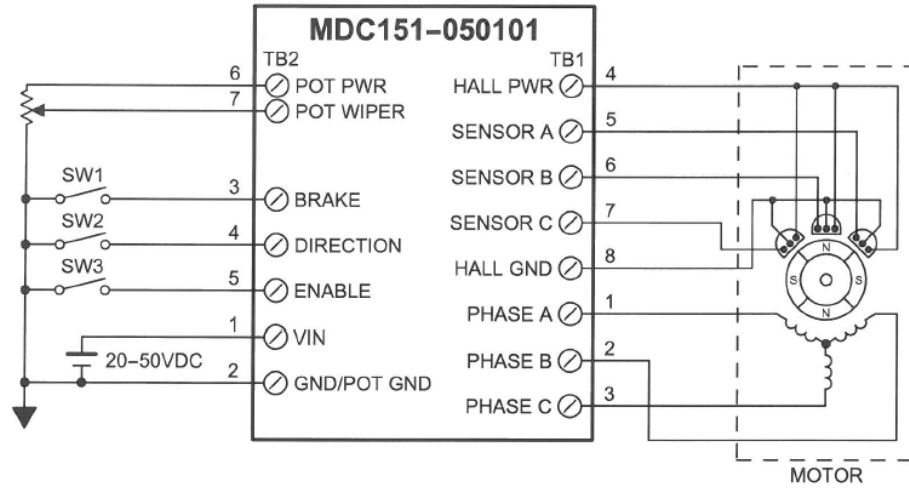 MDC151-050101
TB2
TB1
6
POT PWR
7
POT WIPER
SW1
3
BRAKE
SW2
4
DIRECTION
SW3
5
ENABLE
1
VIN
20-50VDC
2
GND/POT GND
HALL PWR
4
SENSOR A
5
SENSOR B
6
SENSOR C
7
HALL GND
8
PHASE A
1
PHASE B
2
PHASE C
3
N
S
S
N
MOTOR